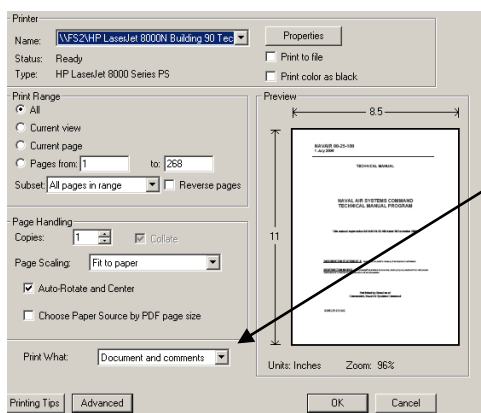 Printer
Name: \\FS2\HP LaserJet 8000N Building 90 Tec
Properties
Status: Ready
Print to file
Type: HP LaserJet 8000 Series PS
Print color as black
Print Range
All
Current view
Current page
Pages from: 1 to: 268
Subset: All pages in range
Reverse pages
Page Handling
Copies: 1
Collate
Page Scaling: Fit to paper
Auto-Rotate and Center
Choose Paper Source by PDF page size
Print What: Document and comments
Preview
8.5
11
NAVAIR 00-25-100
TECHNICAL MANUAL
NAVAL AIR SYSTEMS COMMAND
TECHNICAL MANUAL PROGRAM
Units: Inches Zoom: 96%
Printing Tips
Advanced
OK
Cancel